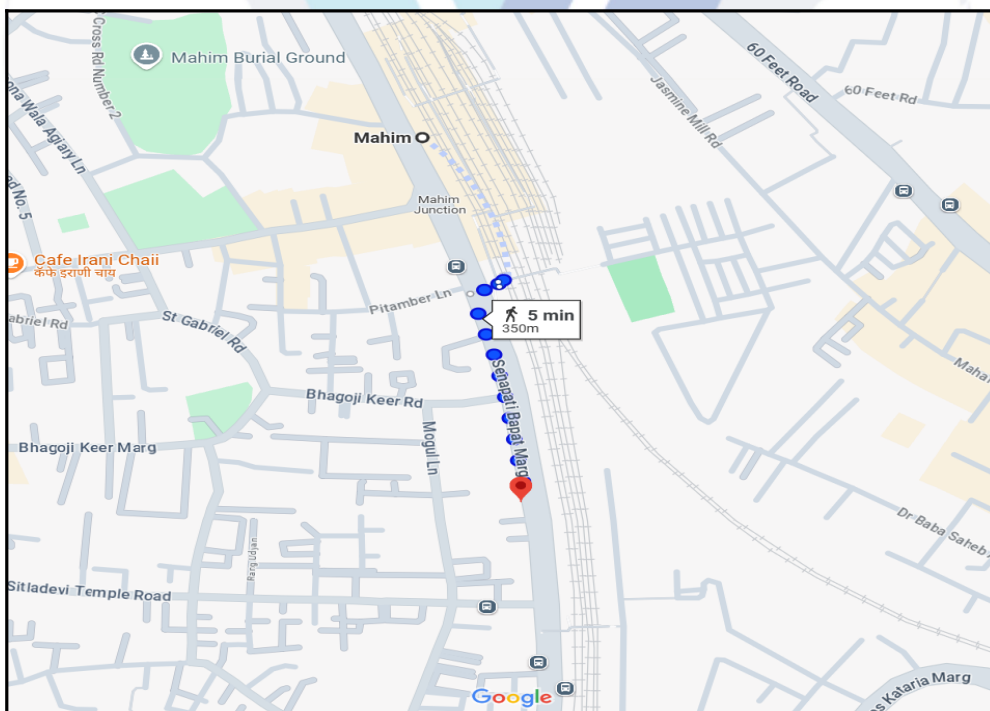 Cross Rd Number 2
Mahim Burial Ground
60 Feet Road
60 Feet Rd
Jasmine Mill Rd
Wala Agiary Ln
Mahim
No. 5
Mahim
Junction
Cafe Irani Chaii
कॅफे इराणी चाय
Pitamber Ln
5 min
350m
abriel Rd
St Gabriel Rd
Senapati Bapat Marg
Bhagoji Keer Rd
Mogul Ln
Bhagoji Keer Marg
Dr Baba Saheb
Sitladevi Temple Road
Kataria Marg
Google